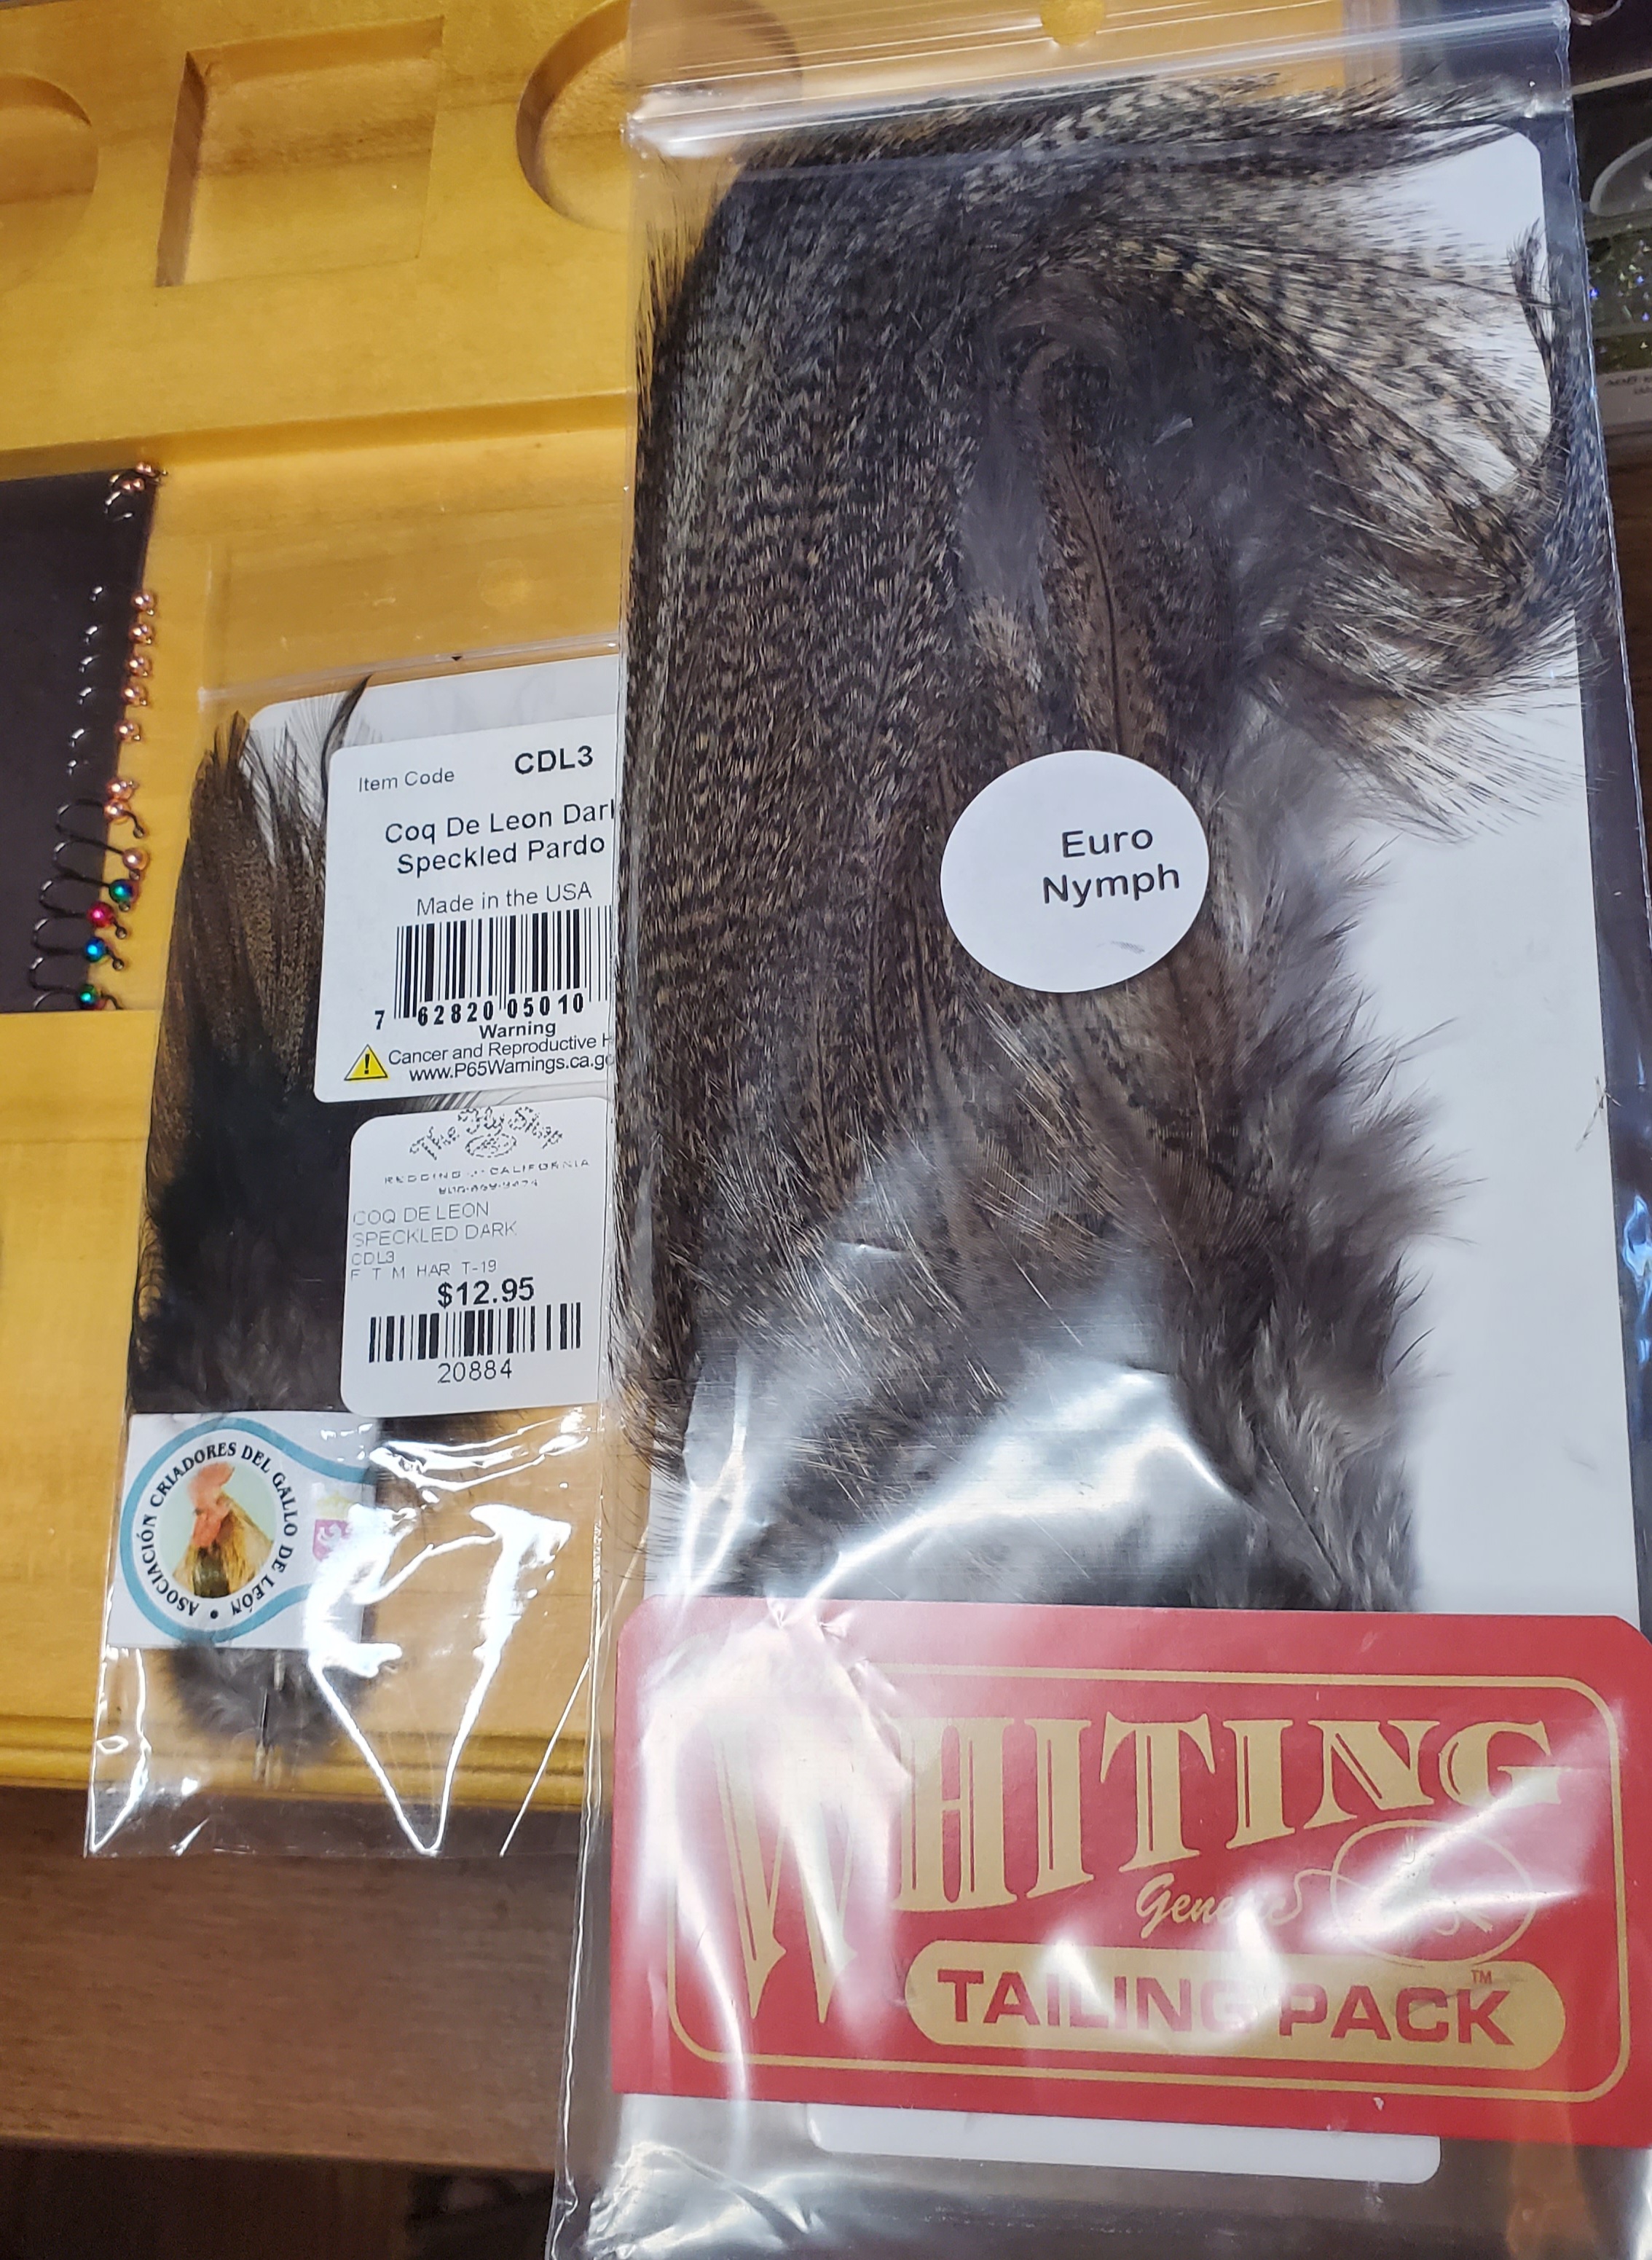 Item Code CDL3
Coq De Leon Dark
Speckled Pardo
Made in the USA
7 62820 05010
Warning
Cancer and Reproductive H
www.P65Warnings.ca.go
The Fly Shop
REDDING CALIFORNIA
COQ DE LEON
SPECKLED DARK
CDL3
F T M HAR T-19
$12.95
20884
ASOCIACIÓN CRIADORES DEL GALLO DE LEÓN •
Euro
Nymph
WHITING
TAILING PACK™